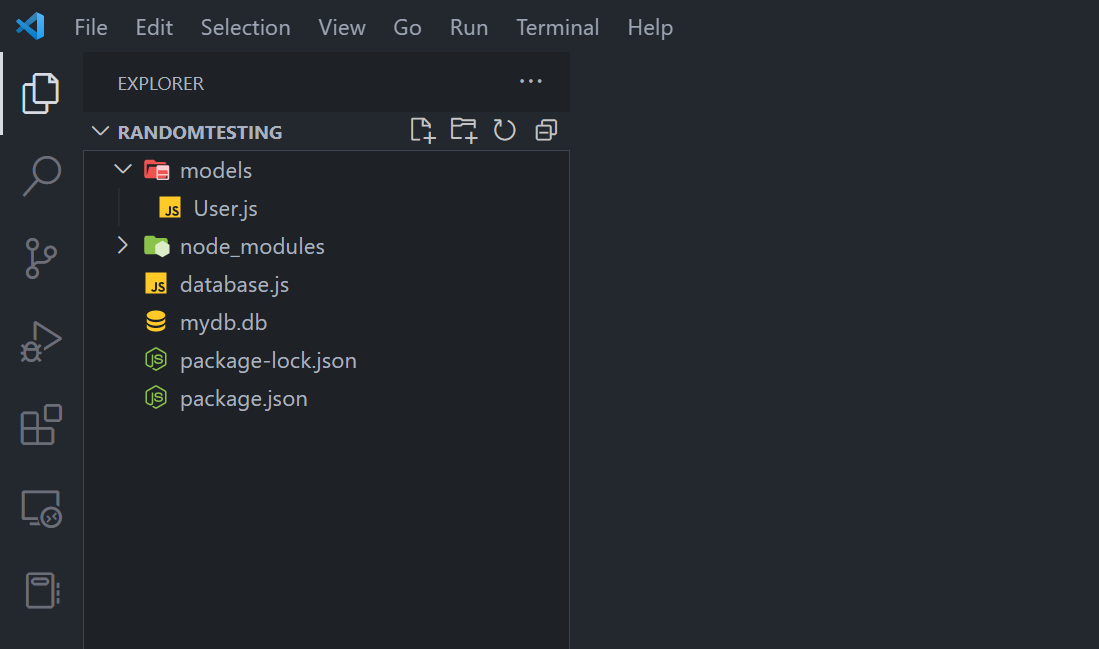 File Edit Selection View Go Run Terminal Help
EXPLORER
RANDOMTESTING
models
JS User.js
node_modules
JS database.js
mydb.db
JS package-lock.json
JS package.json